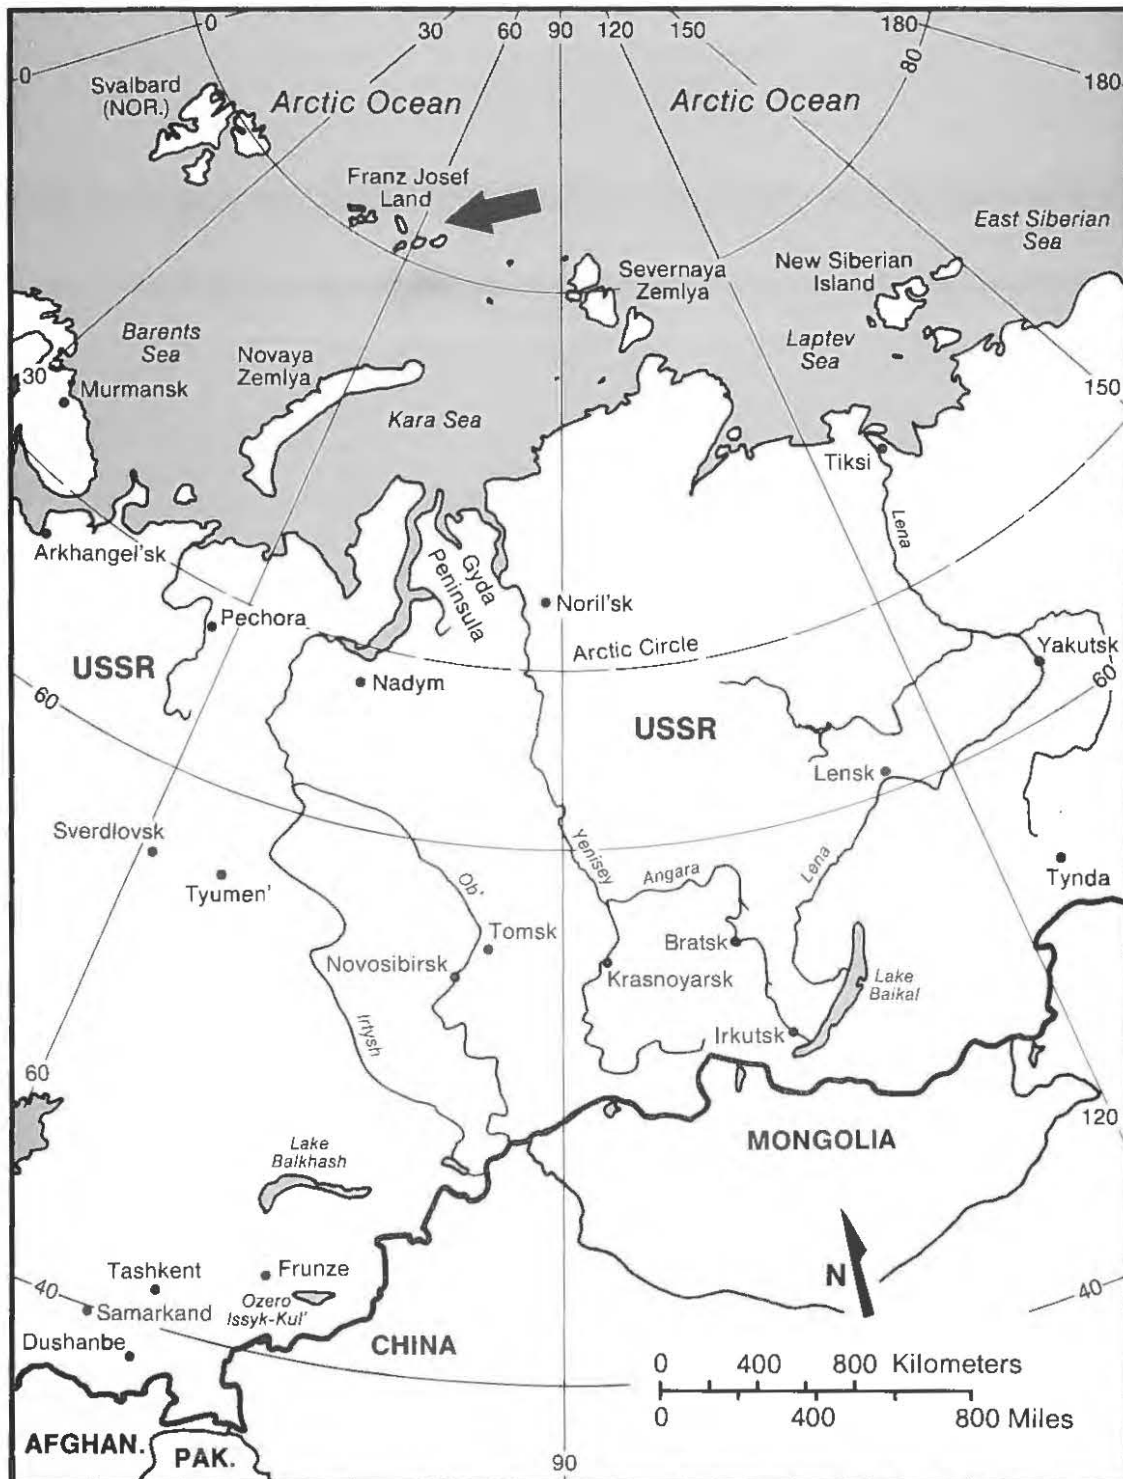 0
30
60
90
120
150
180
0
80
180
Svalbard
(NOR.)
Arctic Ocean
Arctic Ocean
Franz Josef
Land
East Siberian
Sea
Severnaya
Zemlya
New Siberian
Island
Barents
Sea
Laptev
Sea
Novaya
Zemlya
30
Murmansk
150
Kara Sea
Tiksi
Lena
Arkhangel'sk
Gyda
Peninsula
Noril'sk
Pechora
Arctic Circle
Yakutsk
USSR
Nadym
60
60
USSR
Lensk
Sverdlovsk
Yenisey
Angara
Lena
Tynda
Tyumen'
Ob'
Tomsk
Bratsk
Novosibirsk
Krasnoyarsk
Lake
Baikal
Irtysh
Irkutsk
60
120
MONGOLIA
Lake
Balkhash
Tashkent
Frunze
N
40
40
Samarkand
Ozero
Issyk-Kul'
Dushanbe
CHINA
0 400 800 Kilometers
0 400 800 Miles
AFGHAN.
PAK.
90